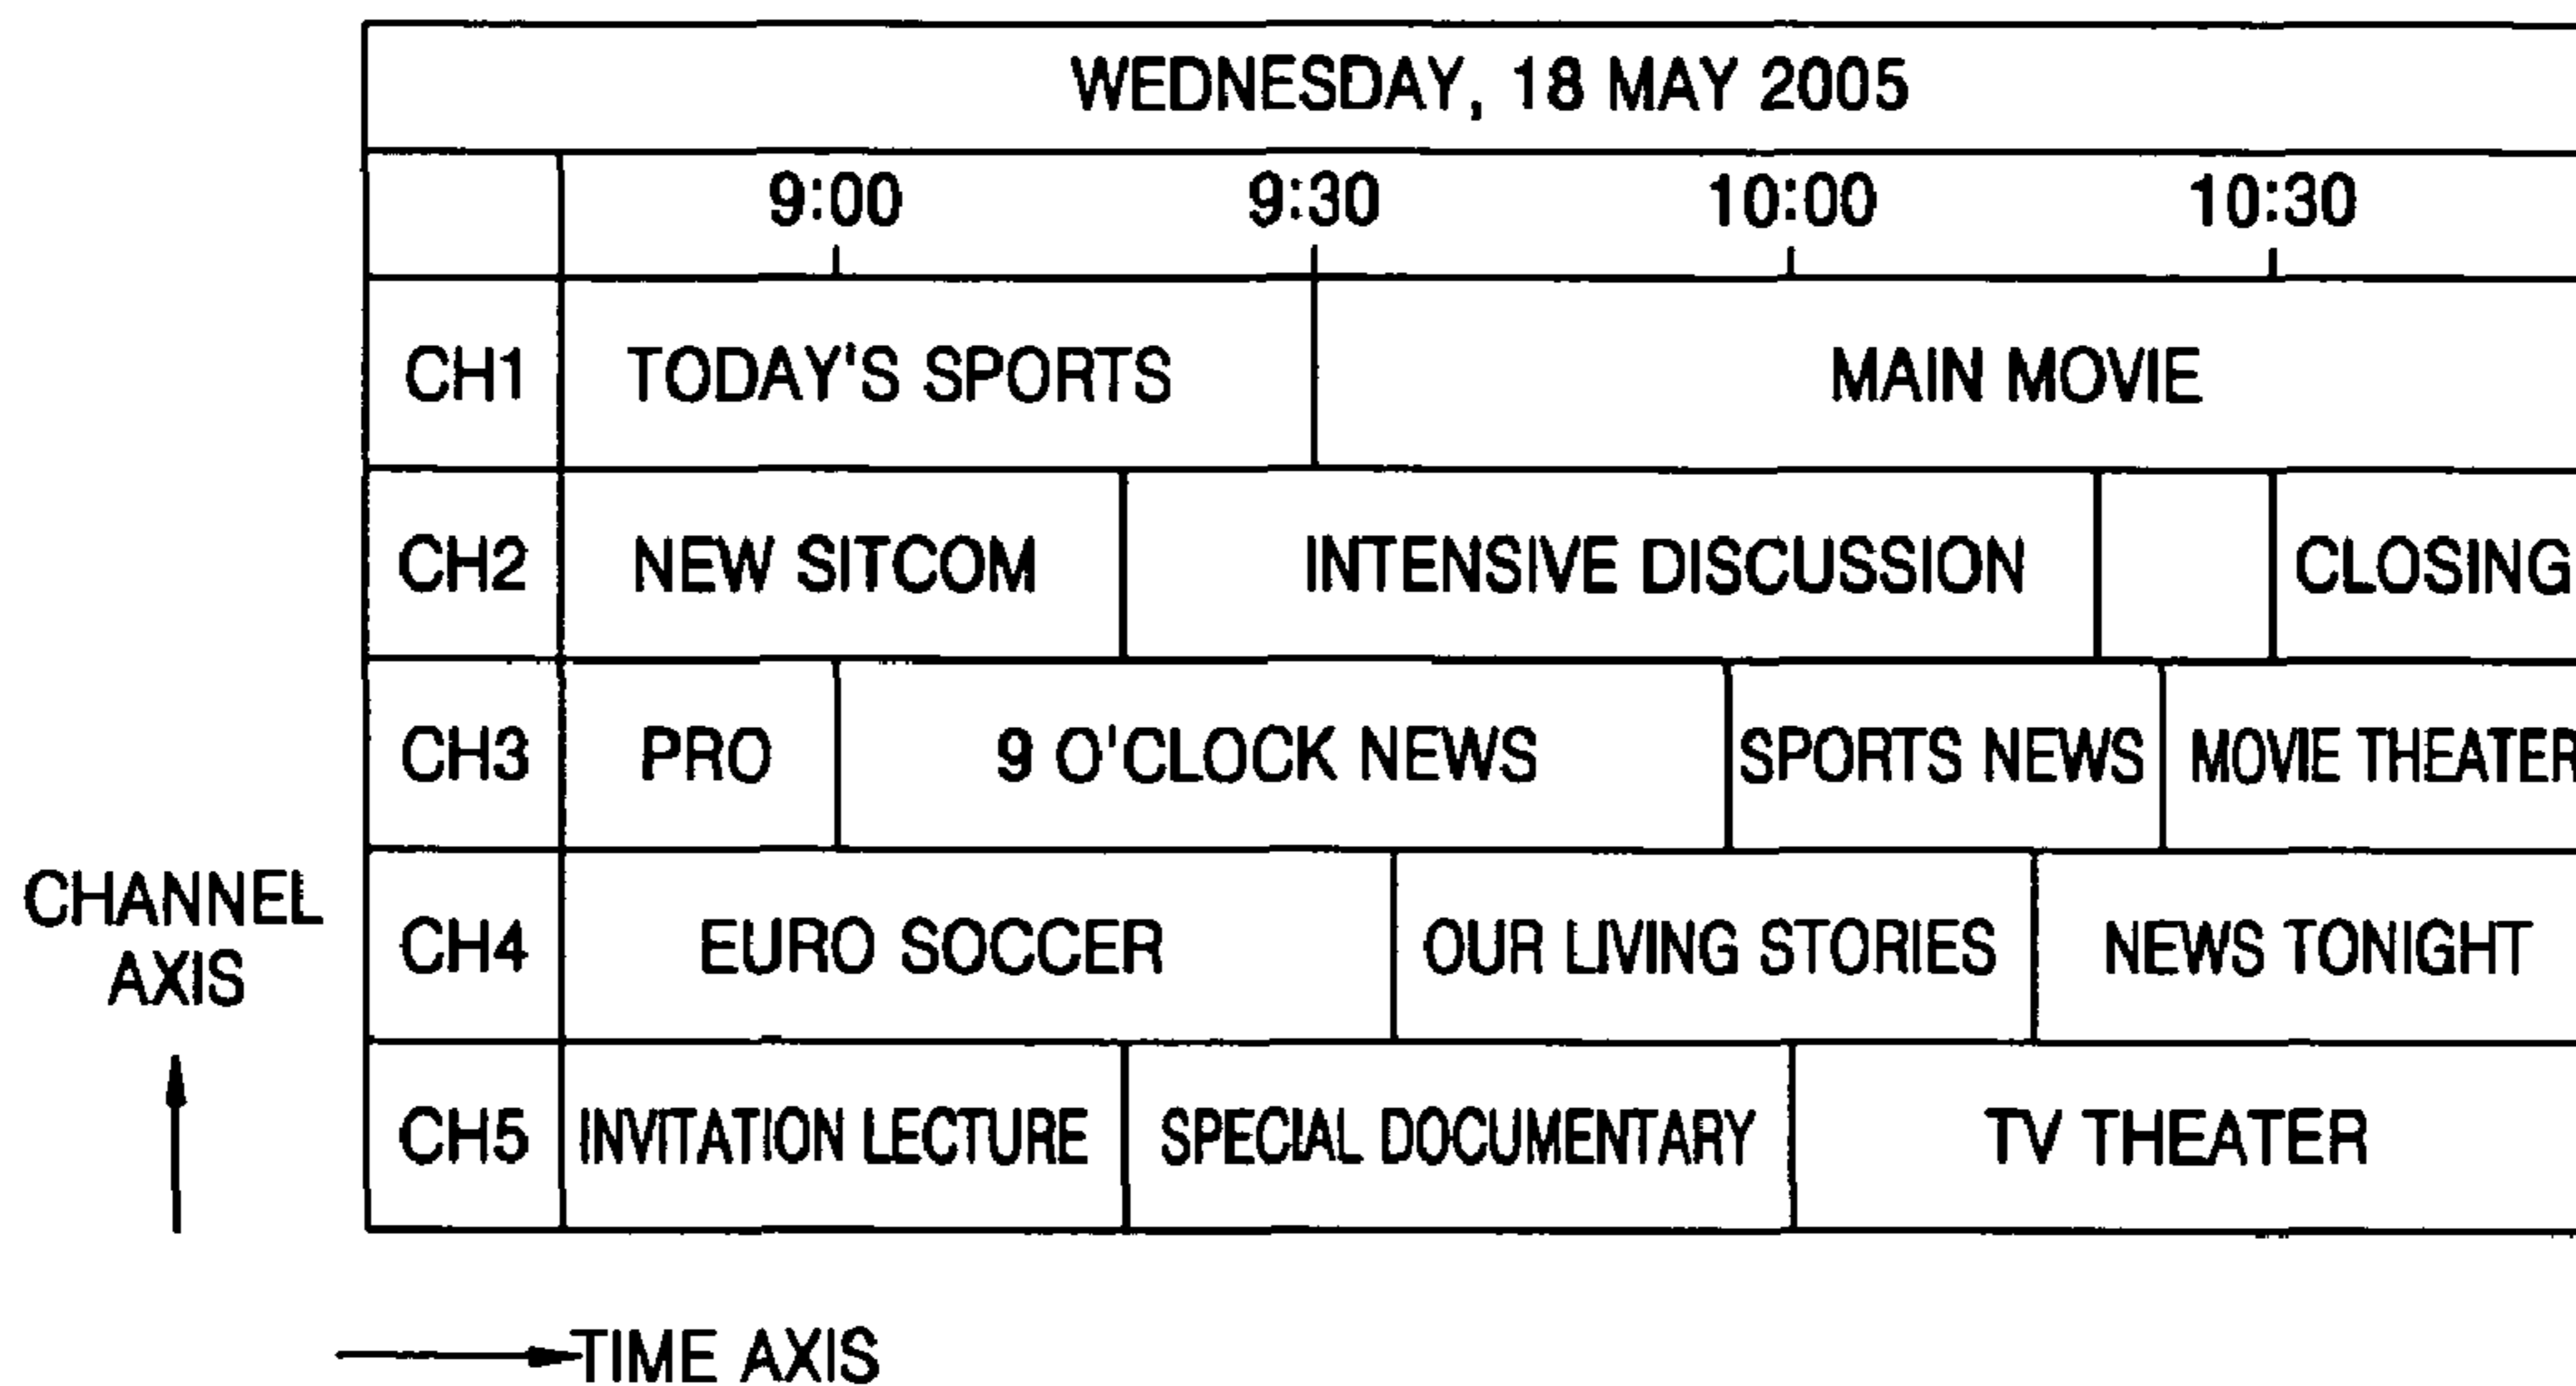 WEDNESDAY, 18 MAY 2005
9:00 9:30 10:00 10:30
CH1 TODAY'S SPORTS MAIN MOVIE
CH2 NEW SITCOM INTENSIVE DISCUSSION CLOSING
CH3 PRO 9 O'CLOCK NEWS SPORTS NEWS MOVIE THEATER
CH4 EURO SOCCER OUR LIVING STORIES NEWS TONIGHT
CH5 INVITATION LECTURE SPECIAL DOCUMENTARY TV THEATER
CHANNEL
AXIS
TIME AXIS